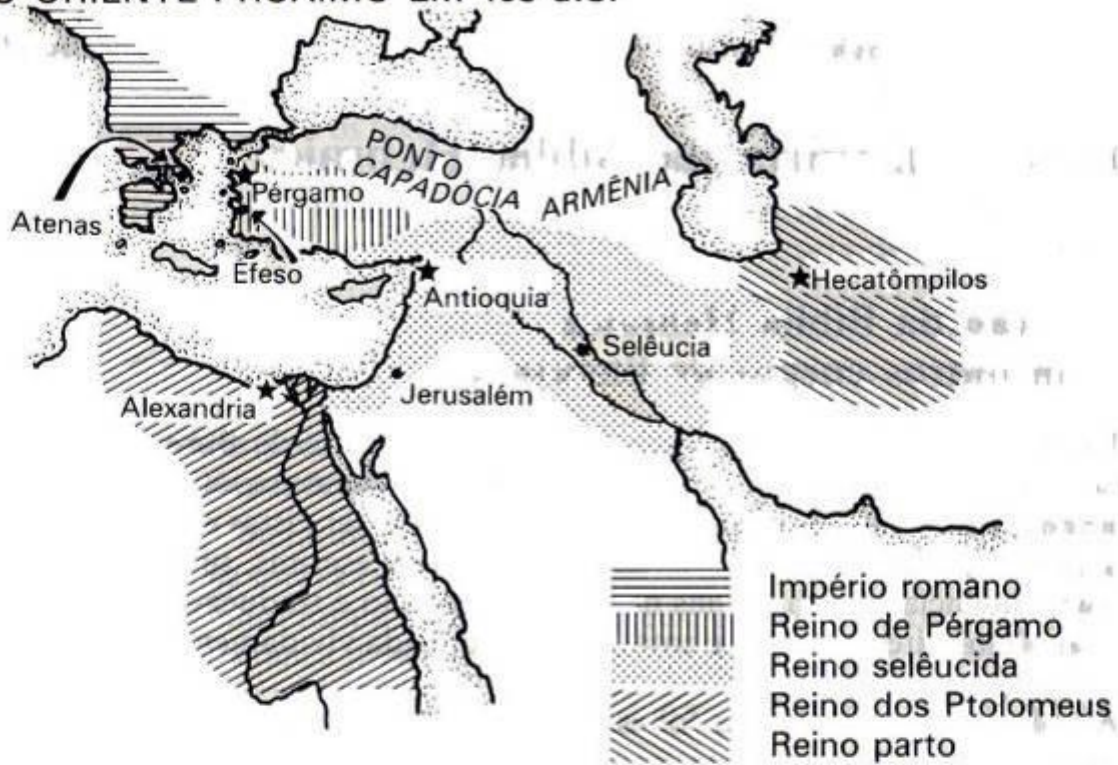 PONTO
CAPADÓCIA
ARMÊNIA
Pérgamo
Atenas
Éfeso
Antioquia
Hecatômpilos
Selêucia
Jerusalém
Alexandria
Império romano
Reino de Pérgamo
Reino selêucida
Reino dos Ptolomeus
Reino parto